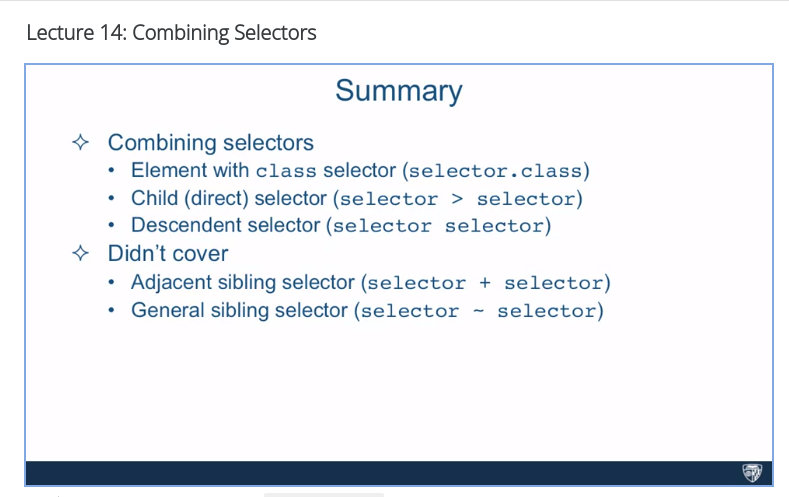 Lecture 14: Combining Selectors
Summary
✧ Combining selectors
• Element with class selector (selector.class)
• Child (direct) selector (selector > selector)
• Descendent selector (selector selector)
✧ Didn’t cover
• Adjacent sibling selector (selector + selector)
• General sibling selector (selector ~ selector)